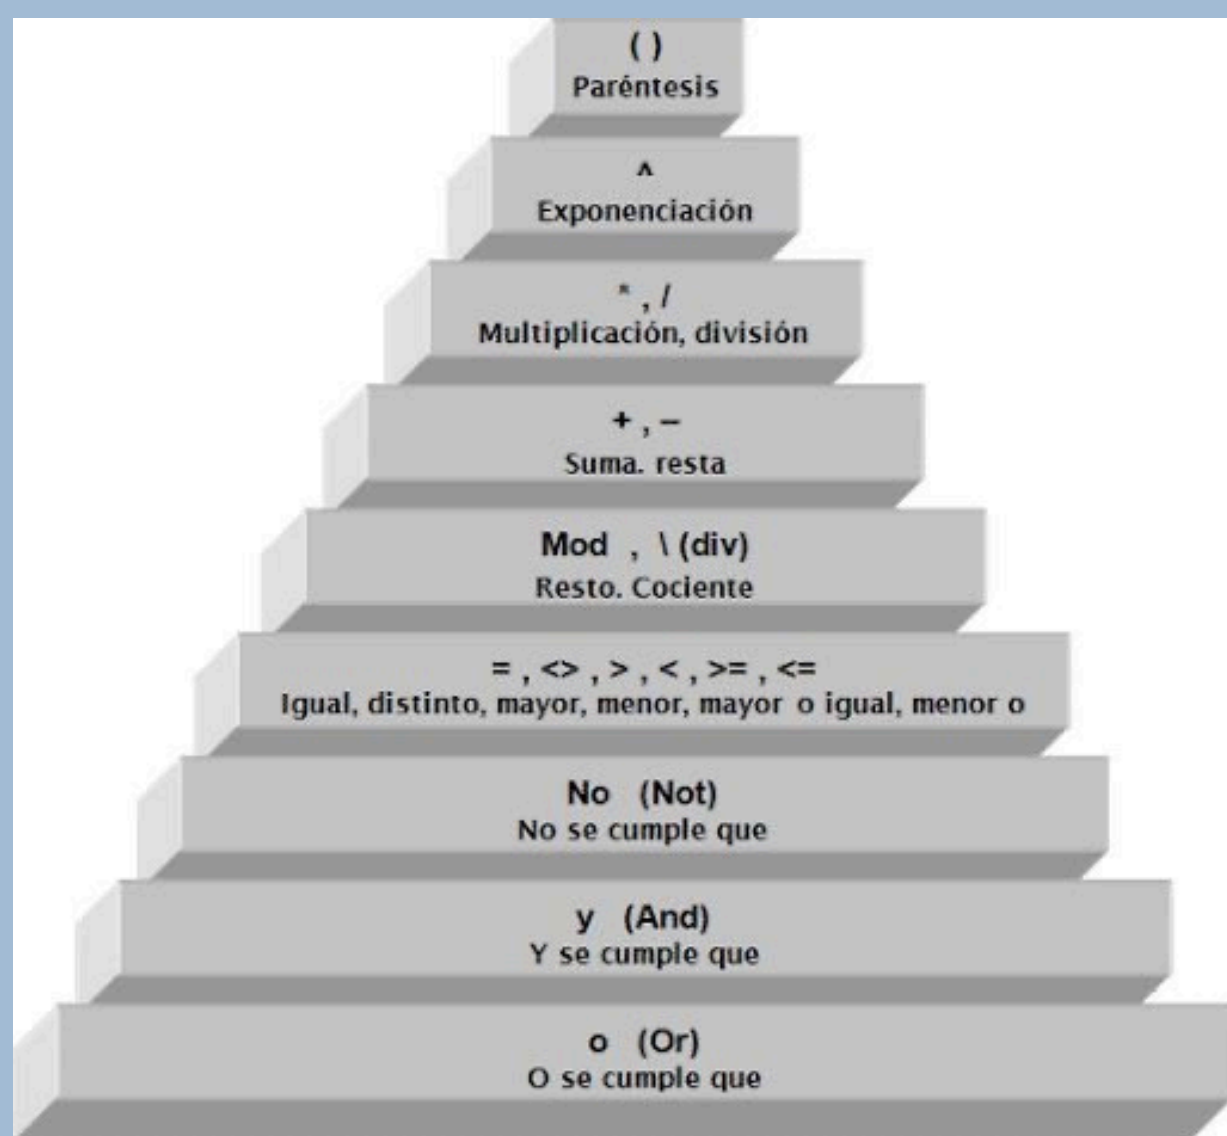 ( )
Paréntesis
^
Exponenciación
* , /
Multiplicación, división
+ , –
Suma. resta
Mod , \ (div)
Resto. Cociente
= , <> , > , < , >= , <=
Igual, distinto, mayor, menor, mayor o igual, menor o
No (Not)
No se cumple que
y (And)
Y se cumple que
o (Or)
O se cumple que